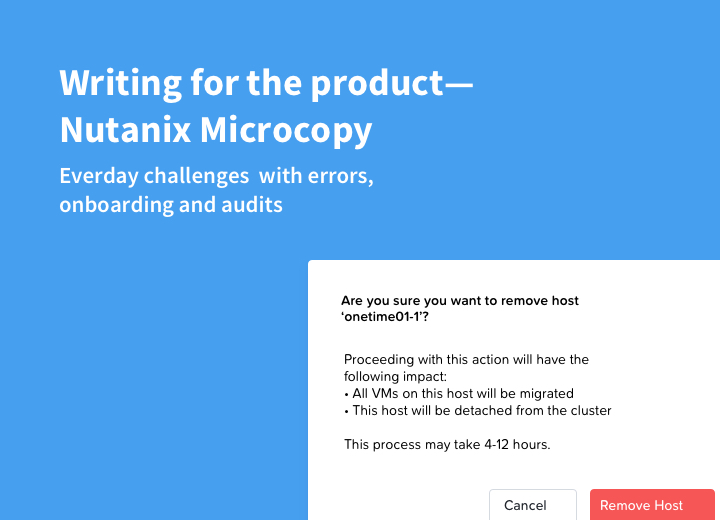 Writing for the product—
Nutanix Microcopy
Everday challenges  with errors,
onboarding and audits
Are you sure you want to remove host
‘onetime01-1’?
Proceeding with this action will have the
following impact:
• All VMs on this host will be migrated
• This host will be detached from the cluster
This process may take 4-12 hours.
Cancel
Remove Host